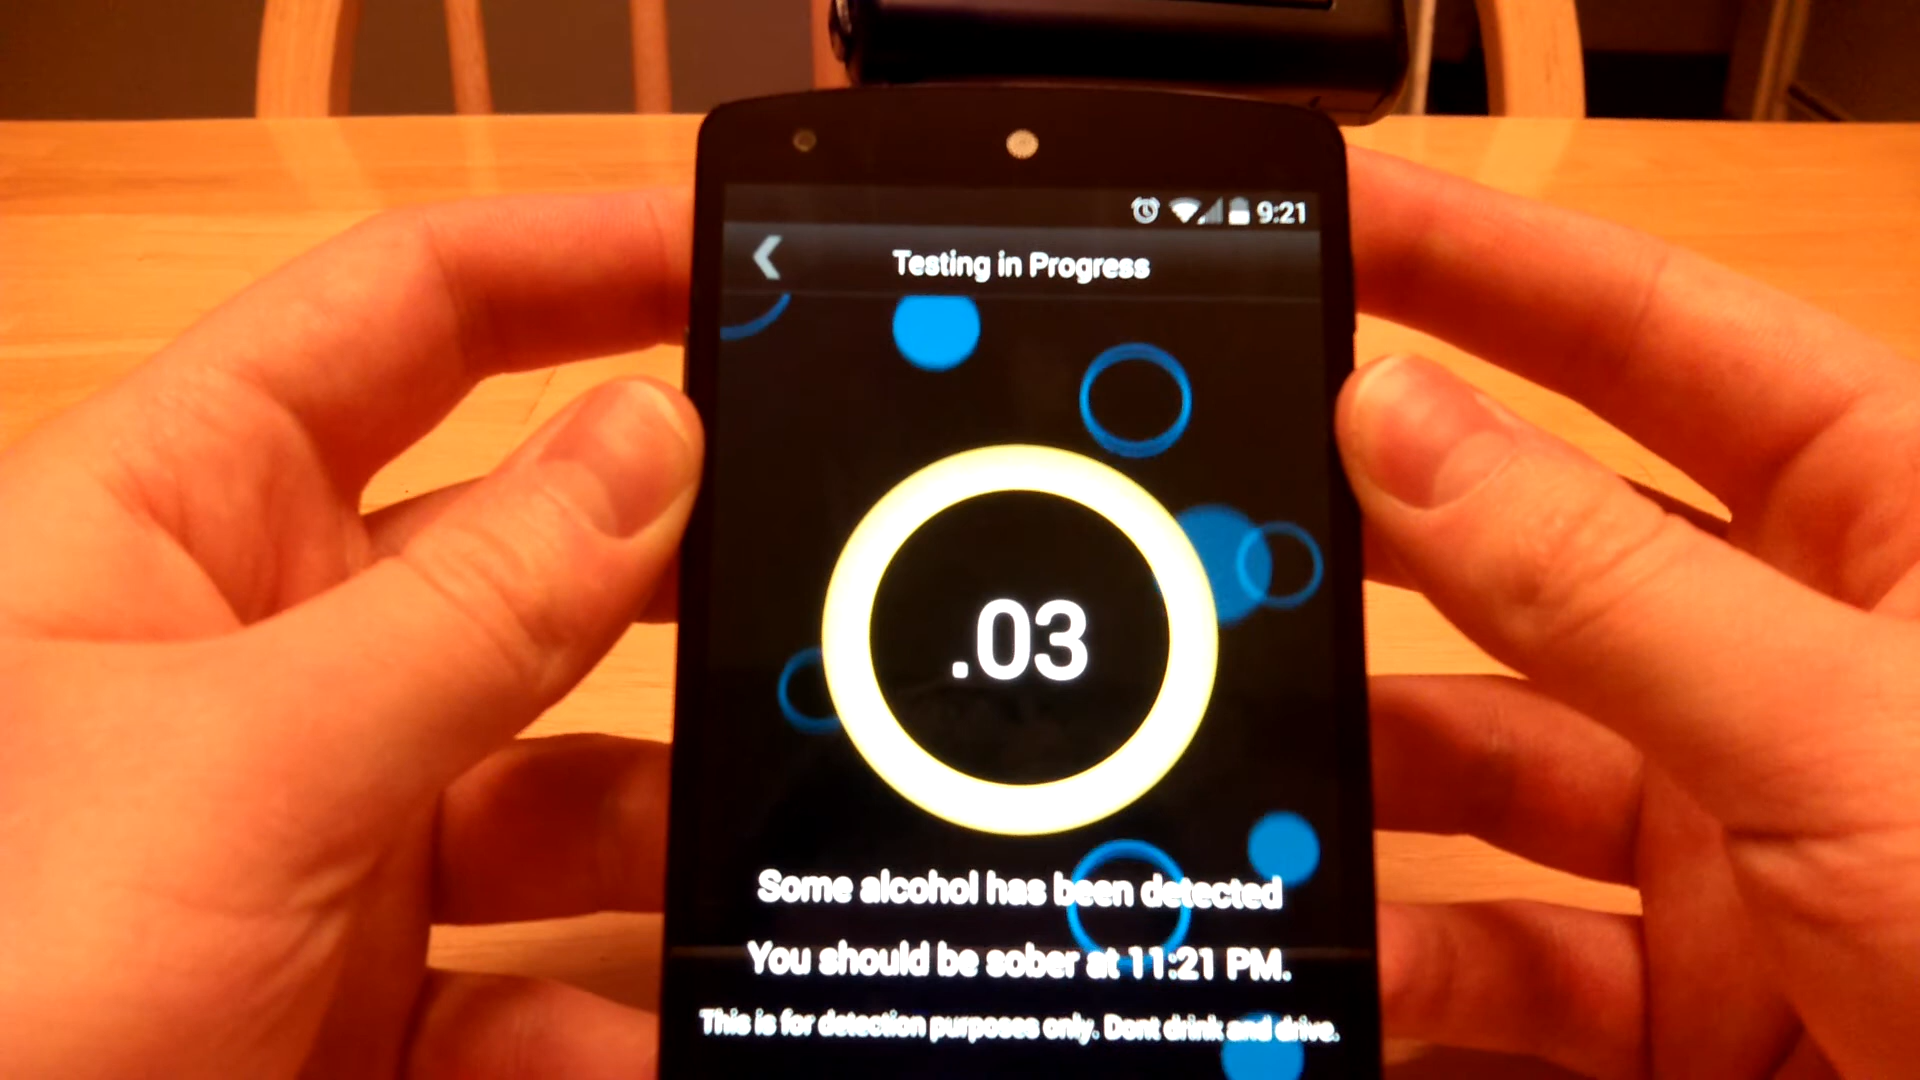 9:21
Testing in Progress
.03
Some alcohol has been detected
You should be sober at 11:21 PM.
This is for detection purposes only. Dont drink and drive.